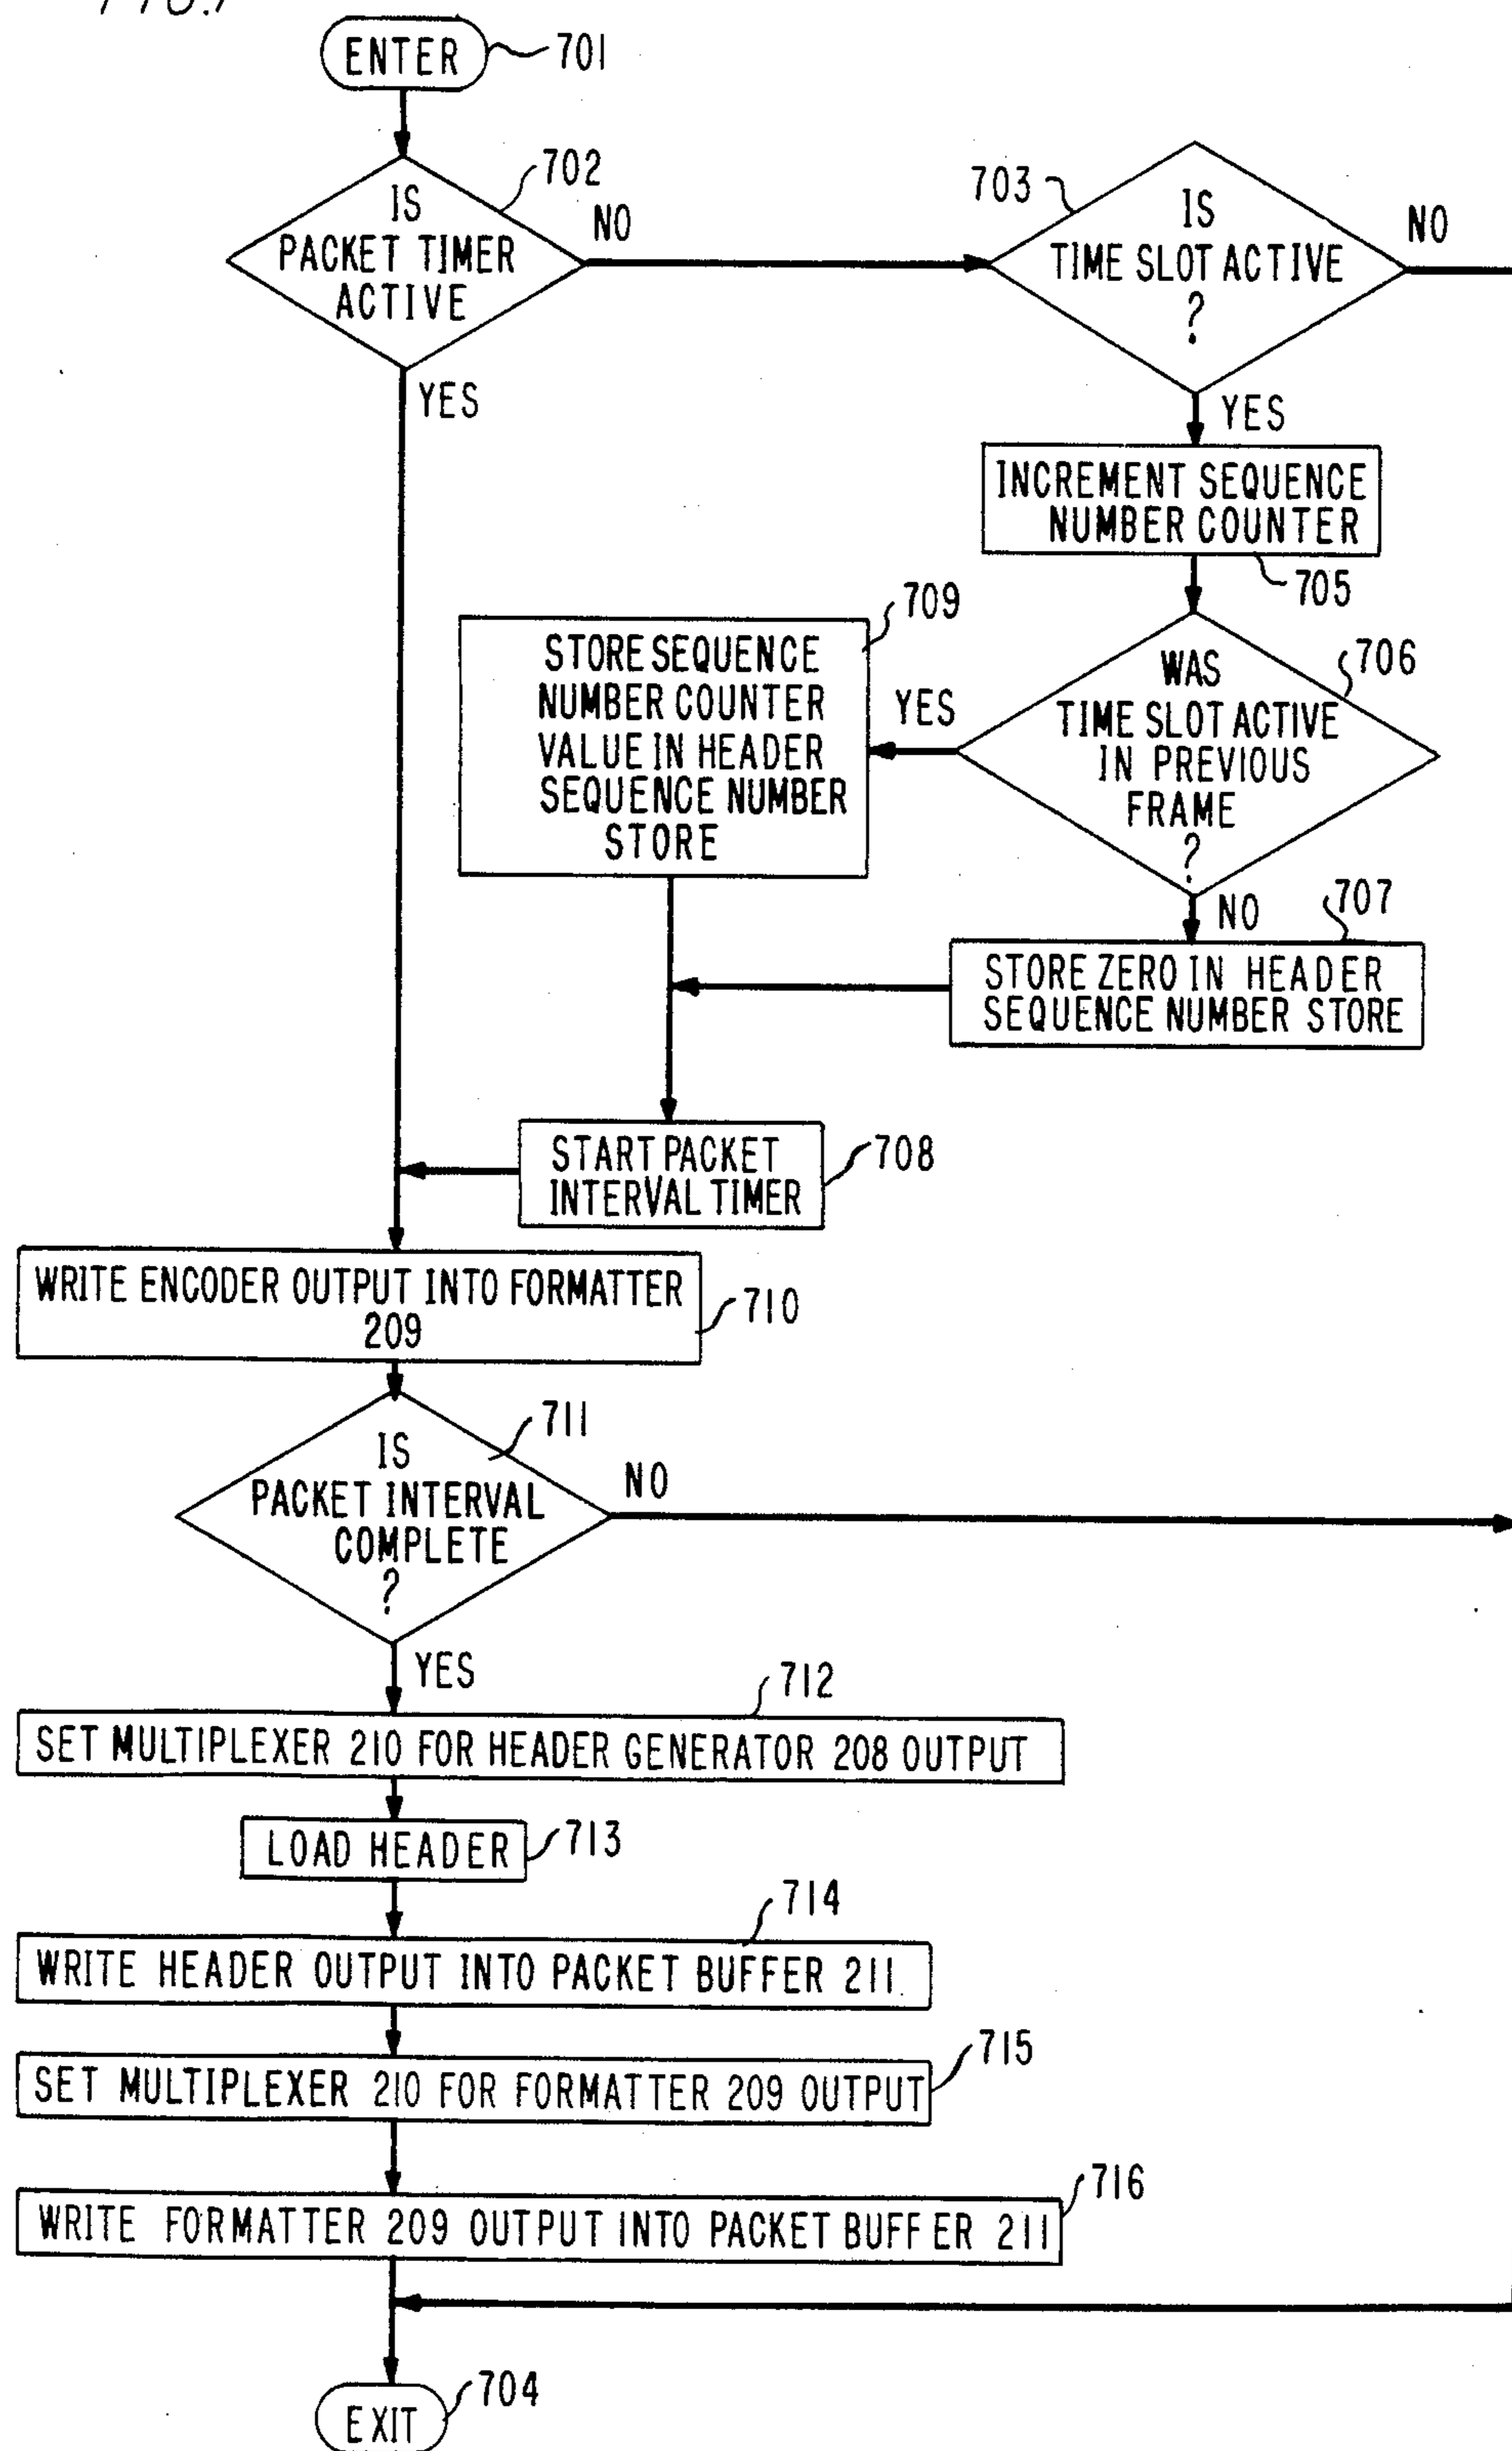 FIG.7
ENTER
701
IS
PACKET TIMER
ACTIVE
702
NO
YES
703
IS
TIME SLOT ACTIVE
?
NO
YES
INCREMENT SEQUENCE
NUMBER COUNTER
705
WAS
TIME SLOT ACTIVE
IN PREVIOUS
FRAME
?
706
YES
NO
709
STORE SEQUENCE
NUMBER COUNTER
VALUE IN HEADER
SEQUENCE NUMBER
STORE
707
STORE ZERO IN HEADER
SEQUENCE NUMBER STORE
START PACKET
INTERVAL TIMER
708
WRITE ENCODER OUTPUT INTO FORMATTER
209
710
IS
PACKET INTERVAL
COMPLETE
?
711
NO
YES
712
SET MULTIPLEXER 210 FOR HEADER GENERATOR 208 OUTPUT
LOAD HEADER
713
714
WRITE HEADER OUTPUT INTO PACKET BUFFER 211
SET MULTIPLEXER 210 FOR FORMATTER 209 OUTPUT
715
WRITE FORMATTER 209 OUTPUT INTO PACKET BUFFER 211
716
EXIT
704